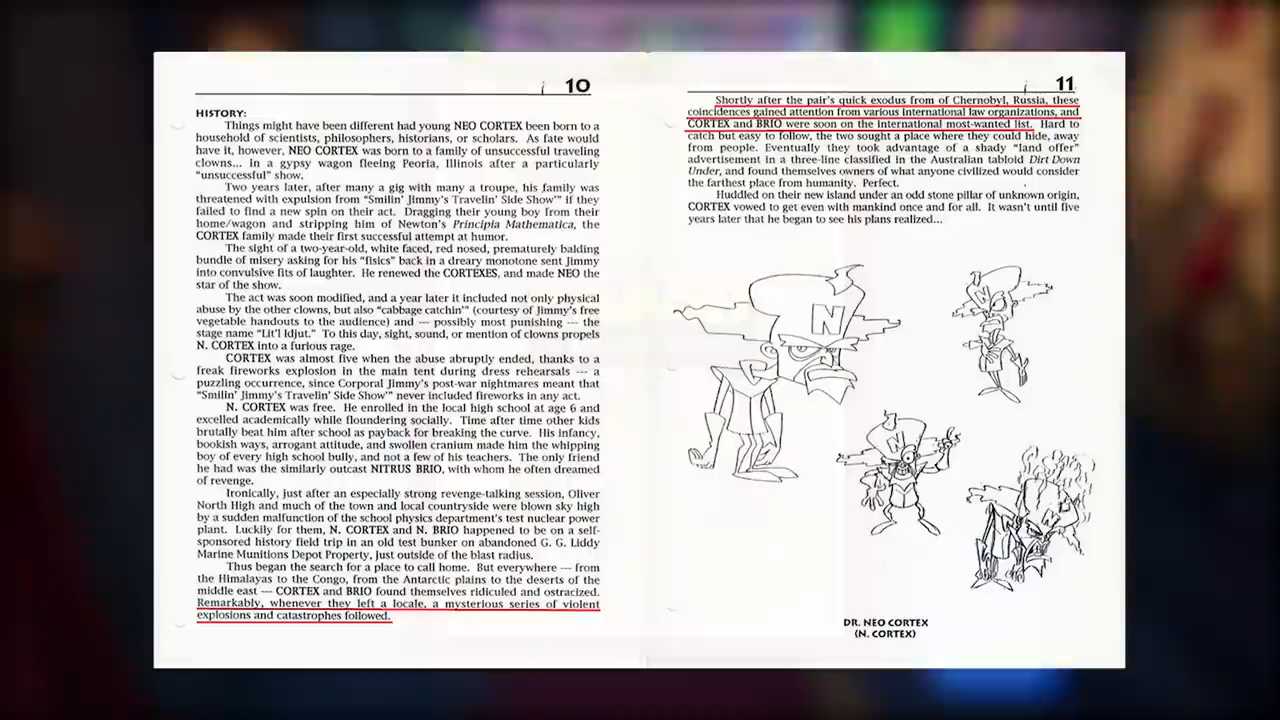 10
HISTORY:
Things might have been different had young NEO CORTEX been born to a
household of scientists, philosophers, historians, or scholars. As fate would
have it, however, NEO CORTEX was born to a family of unsuccessful traveling
clowns... in a gypsy wagon fleeing Peoria, Illinois after a particularly
“unsuccessful” show.
Two years later, after many a gig with many a troupe, his family was
threatened with expulsion from “Smilin’ Jimmy’s Travelin’ Side Show’” if they
failed to find a new spin on their act. Dragging their young boy from their
home/wagon and stripping him of Newton’s Principia Mathematica, the
CORTEX family made their first successful attempt at humor.
The sight of a two-year-old, white faced, red nosed, prematurely balding
bundle of misery asking for his “fisics” back in a dreary monotone sent Jimmy
into convulsive fits of laughter. He renewed the CORTEXES, and made NEO the
star of the show.
The act was soon modified, and a year later it included not only physical
abuse by the other clowns, but also “cabbage catchin’” (courtesy of Jimmy’s free
vegetable handouts to the audience) and — possibly most punishing — the
stage name “Lit’l Idjut.” To this day, sight, sound, or mention of clowns propels
N. CORTEX into a furious rage.
CORTEX was almost five when the abuse abruptly ended, thanks to a
freak fireworks explosion in the main tent during dress rehearsals — a
puzzling occurrence, since Corporal Jimmy’s post-war nightmares meant that
“Smilin’ Jimmy’s Travelin’ Side Show’” never included fireworks in any act.
N. CORTEX was free. He enrolled in the local high school at age 6 and
excelled academically while floundering socially. Time after time other kids
brutally beat him after school as payback for breaking the curve. His infancy,
bookish ways, arrogant attitude, and swollen cranium made him the whipping
boy of every high school bully, and not a few of his teachers. The only friend
he had was the similarly outcast NITRUS BRIO, with whom he often dreamed
of revenge.
Ironically, just after an especially strong revenge-talking session, Oliver
North High and much of the town and local countryside were blown sky high
by a sudden malfunction of the school physics department’s test nuclear power
plant. Luckily for them, N. CORTEX and N. BRIO happened to be on a self-
sponsored history field trip in an old test bunker on abandoned G. G. Liddy
Marine Munitions Depot Property, just outside of the blast radius.
Thus began the search for a place to call home. But everywhere — from
the Himalayas to the Congo, from the Antarctic plains to the deserts of the
middle east — CORTEX and BRIO found themselves ridiculed and ostracized.
Remarkably, whenever they left a locale, a mysterious series of violent
explosions and catastrophes followed.
11
Shortly after the pair’s quick exodus from of Chernobyl, Russia, these
coincidences gained attention from various international law organizations, and
CORTEX and BRIO were soon on the international most-wanted list. Hard to
catch but easy to follow, the two sought a place where they could hide, away
from people. Eventually they took advantage of a shady “land offer”
advertisement in a three-line classified in the Australian tabloid Dirt Down
Under, and found themselves owners of what anyone civilized would consider
the farthest place from humanity. Perfect.
Huddled on their new island under an odd stone pillar of unknown origin,
CORTEX vowed to get even with mankind once and for all. It wasn’t until five
years later that he began to see his plans realized...
N
N
N
N
DR. NEO CORTEX
(N. CORTEX)